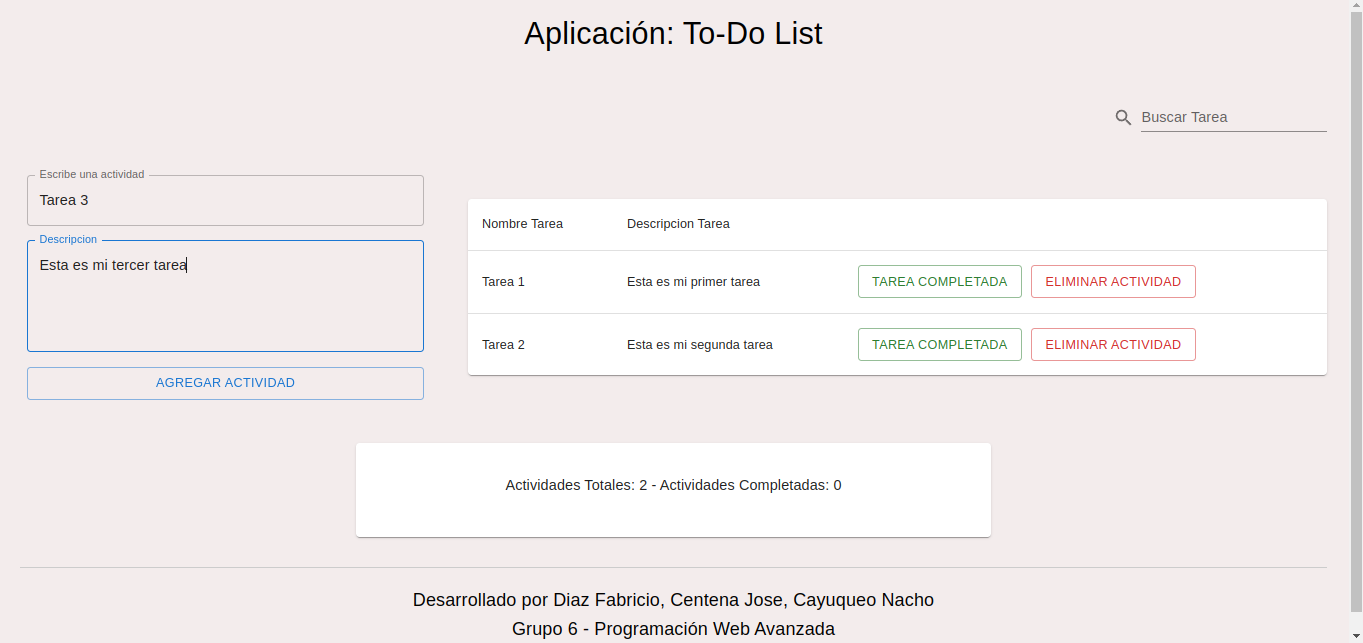 Aplicación: To-Do List
Buscar Tarea
Escribe una actividad
Tarea 3
Descripcion
Esta es mi tercer tarea
AGREGAR ACTIVIDAD
Nombre Tarea Descripcion Tarea
Tarea 1 Esta es mi primer tarea TAREA COMPLETADA ELIMINAR ACTIVIDAD
Tarea 2 Esta es mi segunda tarea TAREA COMPLETADA ELIMINAR ACTIVIDAD
Actividades Totales: 2 - Actividades Completadas: 0
Desarrollado por Diaz Fabricio, Centena Jose, Cayuqueo Nacho
Grupo 6 - Programación Web Avanzada